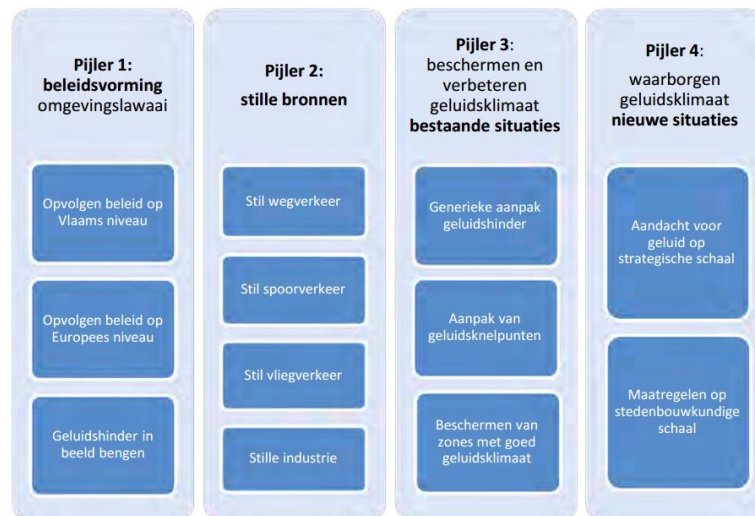 Pijler 1:
beleidsvorming
omgevingslawaai
Opvolgen beleid op
Vlaams niveau
Opvolgen beleid op
Europees niveau
Geluidshinder in
beeld bengen
Pijler 2:
stille bronnen
Stil wegverkeer
Stil spoorverkeer
Stil vliegverkeer
Stille industrie
Pijler 3:
beschermen en
verbeteren
geluidsklimaat
bestaande situaties
Generieke aanpak
geluidshinder
Aanpak van
geluidsknelpunten
Beschermen van
zones met goed
geluidsklimaat
Pijler 4:
waarborgen
geluidsklimaat
nieuwe situaties
Aandacht voor
geluid op
strategische schaal
Maatregelen op
stedenbouwkundige
schaal